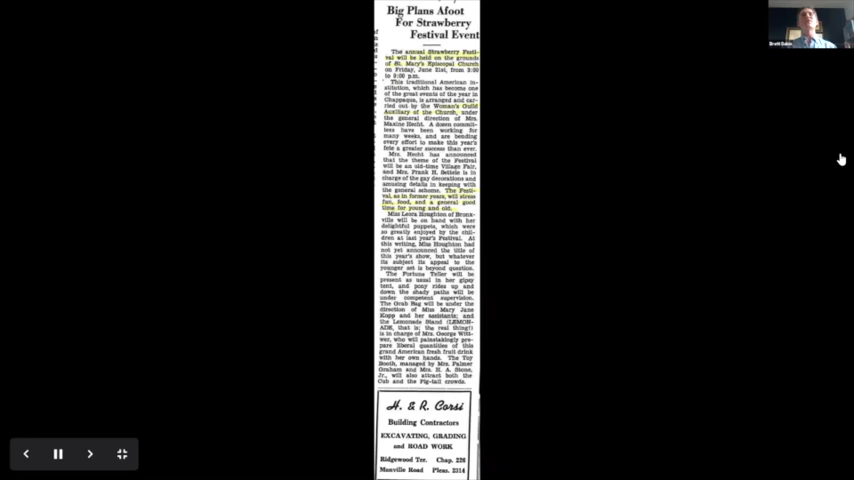 Big Plans Afoot
For Strawberry
Festival Event
The annual Strawberry Festi-
val will be held on the grounds
of St. Mary's Episcopal Church
on Friday, June 21st, from 2:00
to 9:00 p.m.
This traditional American in-
stitution, which has become one
of the great events of the year in
Chappaqua, is arranged and car-
ried out by the Woman's Guild
Auxiliary of the Church, under
the general direction of Mrs.
Maxine Hecht. A dozen commit-
tees have been working for
many weeks, and are bending
every effort to make this year's
fete a greater success than ever.
Mrs. Hecht has announced
that the theme of the Festival
will be an old-time Village Fair,
and Mrs. Frank H. Settele is in
charge of the gay decorations and
amusing details in keeping with
the general scheme. The Festi-
val, as in former years, will stress
fun, food, and a general good
time for young and old.
Miss Leora Houghton of Bronx-
ville will be on hand with her
delightful puppets, which were
so greatly enjoyed by the chil-
dren at last year's Festival. At
this writing, Miss Houghton had
not yet announced the title of
this year's show, but whatever
its subject its appeal to the
younger set is beyond question.
The Fortune Teller will be
present as usual in her gipsy
tent, and pony rides up and
down the shady paths will be
under competent supervision.
The Grab Bag will be under the
direction of Miss Mary Jane
Kopp and her assistants; and
the Lemonade Stand (LEMON-
ADE, that is; the real thing!)
is in charge of Mrs. George Witt-
wer, who will painstakingly pre-
pare liberal quantities of this
grand American fresh fruit drink
with her own hands. The Toy
Booth, managed by Mrs. Palmer
Graham and Mrs. H. A. Stone,
Jr., will also attract both the
Cub and the Pig-tail crowds.
H. & R. Corsi
Building Contractors
EXCAVATING, GRADING
and ROAD WORK
Ridgewood Ter. Chap. 226
Manville Road Pleas. 2314